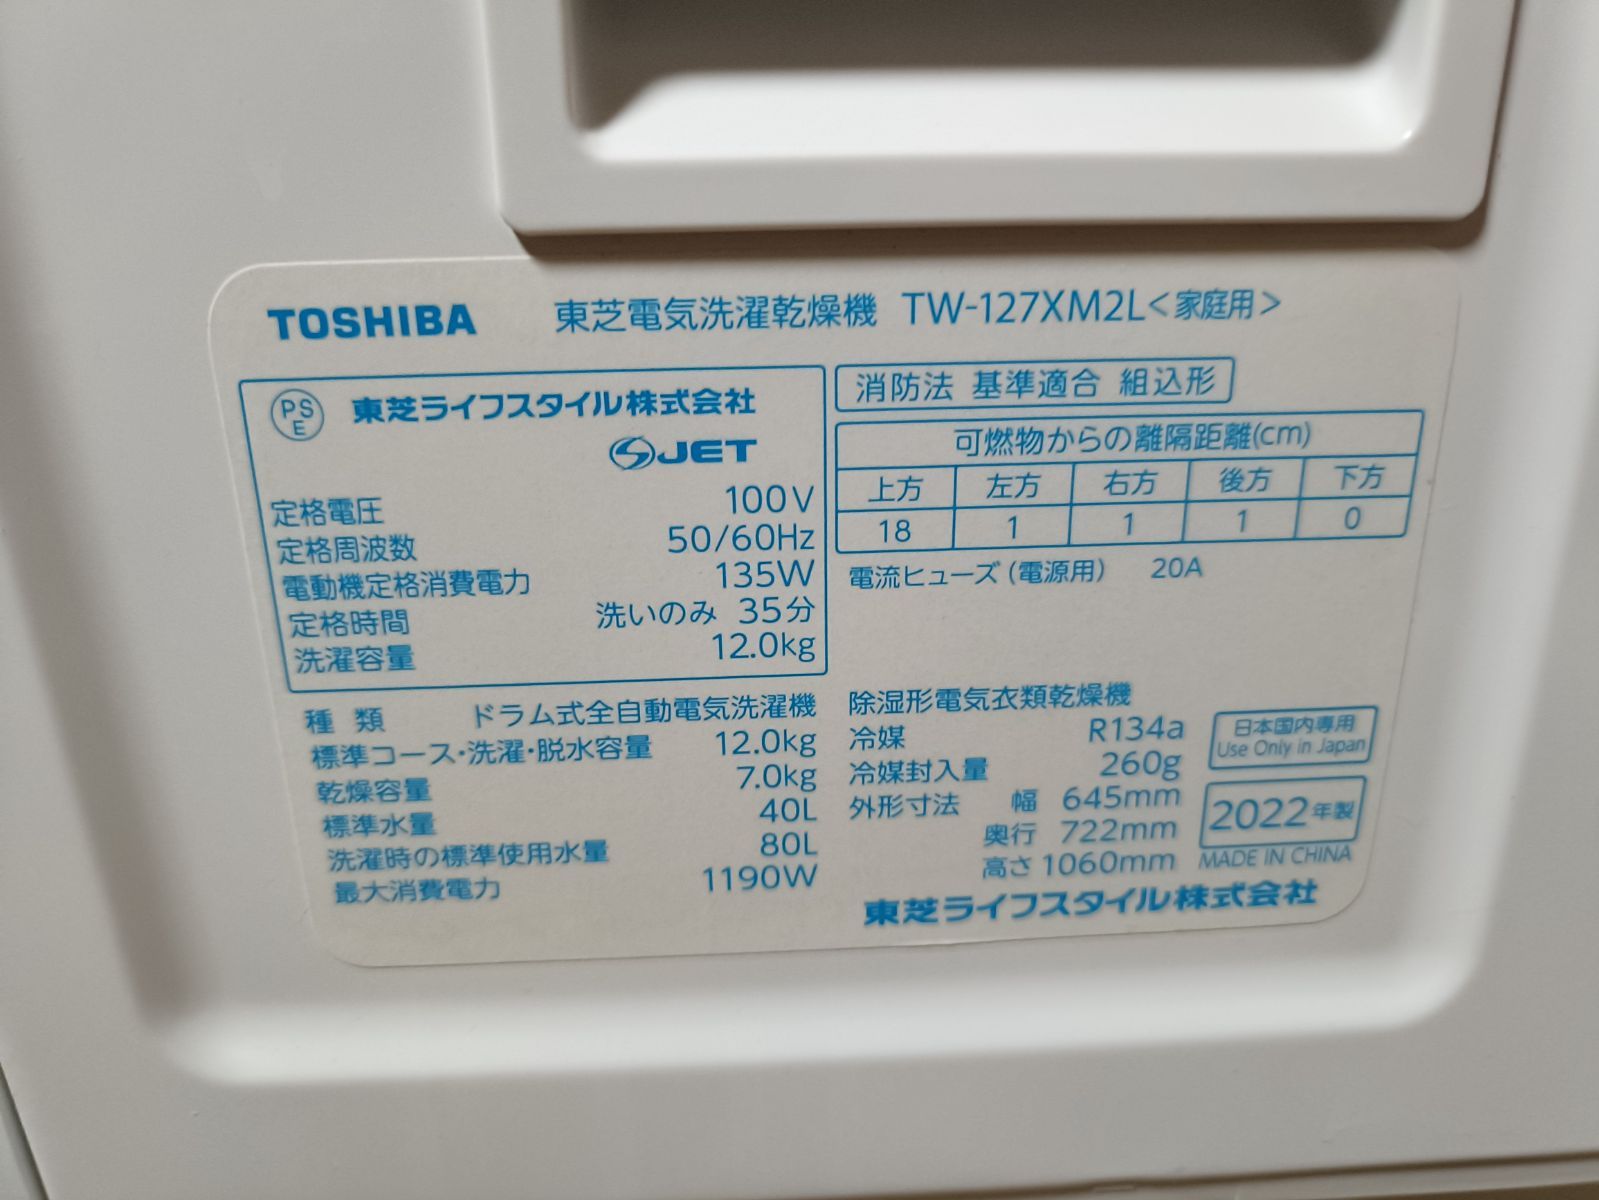 TOSHIBA 東芝電気洗濯乾燥機 TW-127XM2L<家庭用>
PSE 東芝ライフスタイル株式会社
JET
定格電圧 100V
定格周波数 50/60Hz
電動機定格消費電力 135W
定格時間 洗いのみ 35分
洗濯容量 12.0kg
消防法 基準適合 組込形
可燃物からの離隔距離(cm)
上方 左方 右方 後方 下方
18 1 1 1 0
電流ヒューズ(電源用) 20A
種類 ドラム式全自動電気洗濯機
標準コース・洗濯・脱水容量 12.0kg
乾燥容量 7.0kg
標準水量 40L
洗濯時の標準使用水量 80L
最大消費電力 1190W
除湿形電気衣類乾燥機
冷媒 R134a
冷媒封入量 260g
外形寸法 幅 645mm
奥行 722mm
高さ 1060mm
日本国内専用
Use Only in Japan
2022年製
MADE IN CHINA
東芝ライフスタイル株式会社